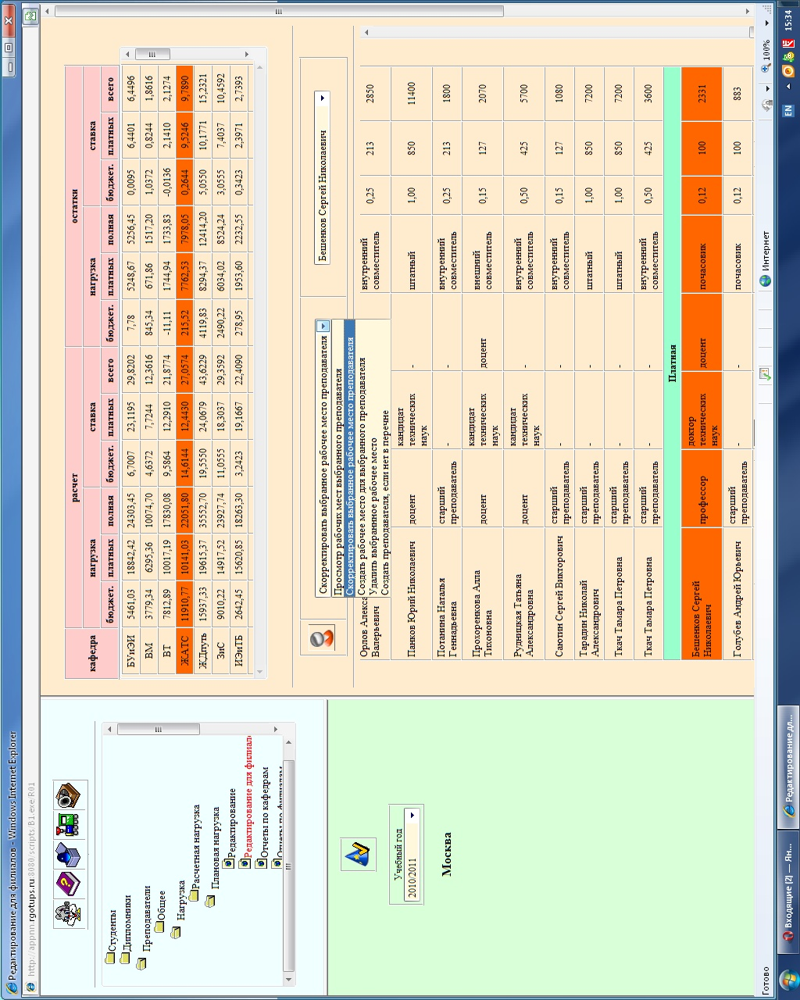 Редактирование для филиалов - Windows Internet Explorer
http://appnn.rgotups.ru:8080/scripts/B1.exe/R01
Студенты
Дипломники
Преподаватели
Общее
Нагрузка
Расчетная нагрузка
Плановая нагрузка
Редактирование
Редактирование для филиал
Отчеты по кафедрам
Отчеты по филиалам
Учебный год
2010/2011
Москва
кафедра расчет остатки
нагрузка ставка нагрузка ставка
бюджет. платных полная бюджет. платных всего бюджет. платных полная бюджет. платных всего
БУиЭИ 5461,03 18842,42 24303,45 6,7007 23,1195 29,8202 7,78 5248,67 5256,45 0,0095 6,4401 6,4496
ВМ 3779,34 6295,36 10074,70 4,6372 7,7244 12,3616 845,34 671,86 1517,20 1,0372 0,8244 1,8616
ВТ 7812,89 10017,19 17830,08 9,5864 12,2910 21,8774 -11,11 1744,94 1733,83 -0,0136 2,1410 2,1274
ЖАТС 11910,77 10141,03 22051,80 14,6144 12,4430 27,0574 215,52 7762,53 7978,05 0,2644 9,5246 9,7890
ЖДпуть 15937,33 19615,37 35552,70 19,5550 24,0679 43,6229 4119,83 8294,37 12414,20 5,0550 10,1771 15,2321
ЗиС 9010,22 14917,52 23927,74 11,0555 18,3037 29,3592 2490,22 6034,02 8524,24 3,0555 7,4037 10,4592
ИЭиТБ 2642,45 15620,85 18263,30 3,2423 19,1667 22,4090 278,95 1953,60 2232,55 0,3423 2,3971 2,7393
Скорректировать выбранное рабочее место преподавателя
Бешенков Сергей Николаевич
Просмотр рабочих мест выбранного преподавателя
Скорректировать выбранное рабочее место преподавателя
Создать рабочее место для выбранного преподавателя
Удалить выбранное рабочее место
Создать преподавателя, если нет в перечне
Орлов Алекса внутренний 0,25 213 2850
Валерьевич совместитель
Панков Юрий Николаевич доцент кандидат технических наук - штатный 1,00 850 11400
Потанина Наталья Геннадьевна старший преподаватель - - внутренний совместитель 0,25 213 1800
Прохоренкова Алла Тихоновна доцент кандидат технических наук доцент внешний совместитель 0,15 127 2070
Рудницкая Татьяна Александровна доцент кандидат технических наук - внутренний совместитель 0,50 425 5700
Саютин Сергей Викторович старший преподаватель - - внутренний совместитель 0,15 127 1080
Тарадин Николай Александрович старший преподаватель - - штатный 1,00 850 7200
Ткач Тамара Петровна старший преподаватель - - штатный 1,00 850 7200
Ткач Тамара Петровна старший преподаватель - - внутренний совместитель 0,50 425 3600
Платная
Бешенков Сергей Николаевич профессор доктор технических наук доцент почасовик 0,12 100 2331
Голубев Андрей Юрьевич старший преподаватель - - почасовик 0,12 100 883
Готово Интернет 100%
Входящие (2) — Ян... Редактирование дл... EN 15:34